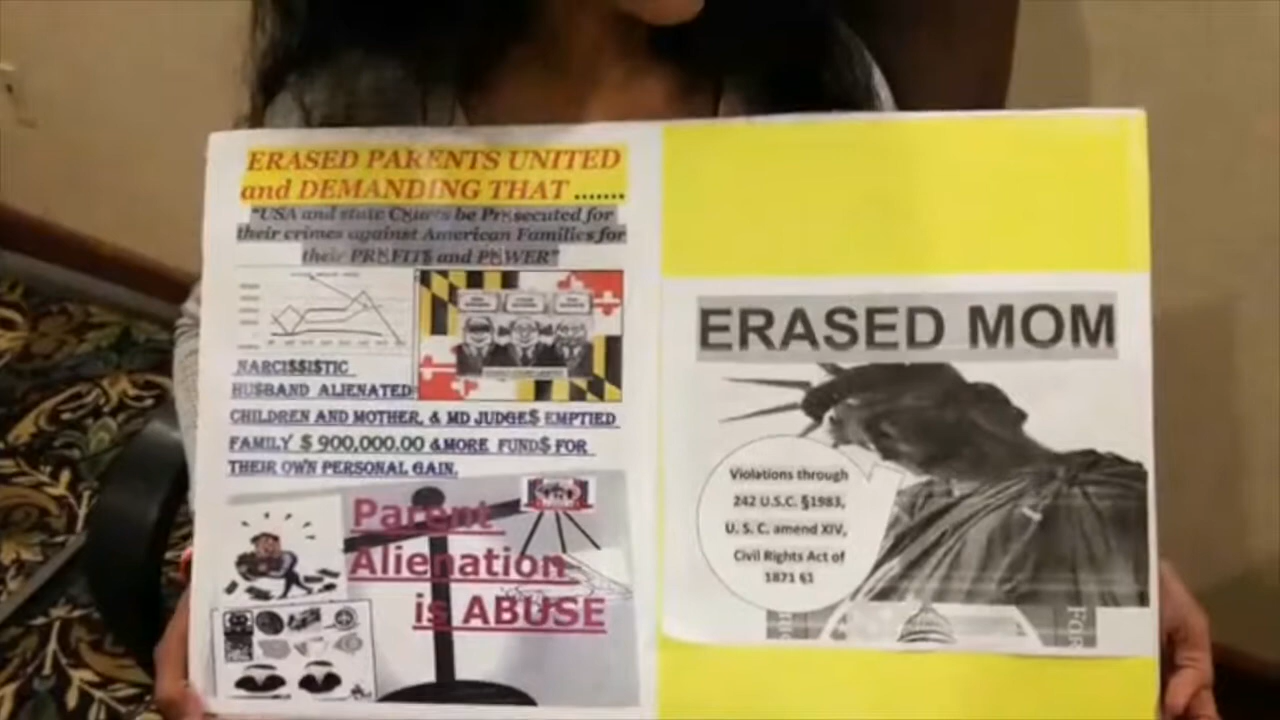 ERASED PARENTS UNITED
and DEMANDING THAT .......
"USA and state Courts be Prosecuted for
their crimes against American Families for
their PROFIT$ and POWER"
NARCI$$I$TIC
HU$BAND ALIENATED
CHILDREN AND MOTHER, & MD JUDGE$ EMPTIED
FAMILY $ 900,000.00 &MORE FUND$ FOR
THEIR OWN PERSONAL GAIN.
Parent
Alienation
is ABUSE
ERASED MOM
Violations through
242 U.S.C. §1983,
U. S. C. amend XIV,
Civil Rights Act of
1871 §1